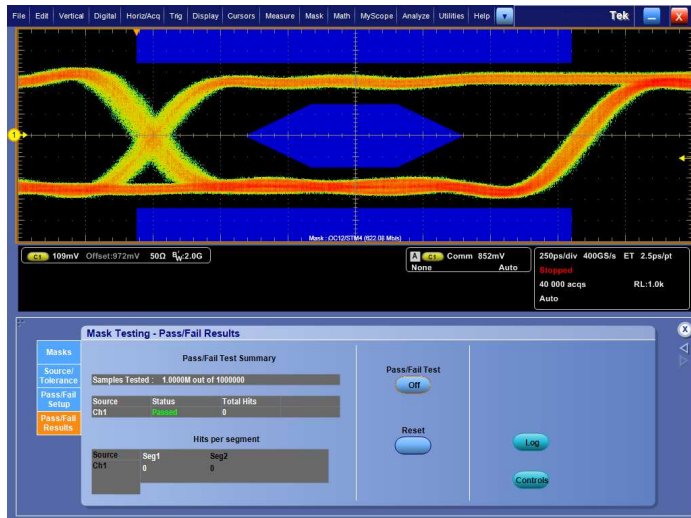 File Edit Vertical Digital Horiz/Acq Trig Display Cursors Measure Mask Math MyScope Analyze Utilities Help Tek X
1
Mask : OC12/STM4 (622.08 Mb/s)
C1 109mV Offset:972mV 50Ω BW:2.0G
A C1 Comm 852mV
None Auto
250ps/div 400GS/s ET 2.5ps/pt
Stopped
40 000 acqs RL:1.0k
Auto
Mask Testing - Pass/Fail Results X
Masks
Source/
Tolerance
Pass/Fail
Setup
Pass/Fail
Results
Pass/Fail Test Summary
Samples Tested : 1.0000M out of 1000000
Source Status Total Hits
Ch1 Passed 0
Hits per segment
Source Seg1 Seg2
Ch1 0 0
Pass/Fail Test
Off
Reset
Log
Controls